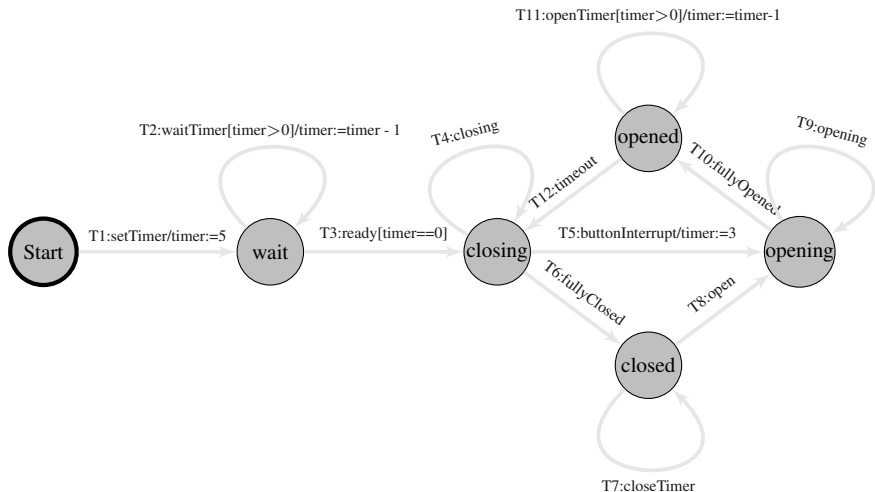 T11:openTimer[timer>0]/timer:=timer-1
T2:waitTimer[timer>0]/timer:=timer - 1
T4:closing
opened
T9:opening
T10:fullyOpened
T12:timeout
Start
T1:setTimer/timer:=5
wait
T3:ready[timer==0]
closing
T5:buttonInterrupt/timer:=3
opening
T6:fullyClosed
T8:open
closed
T7:closeTimer